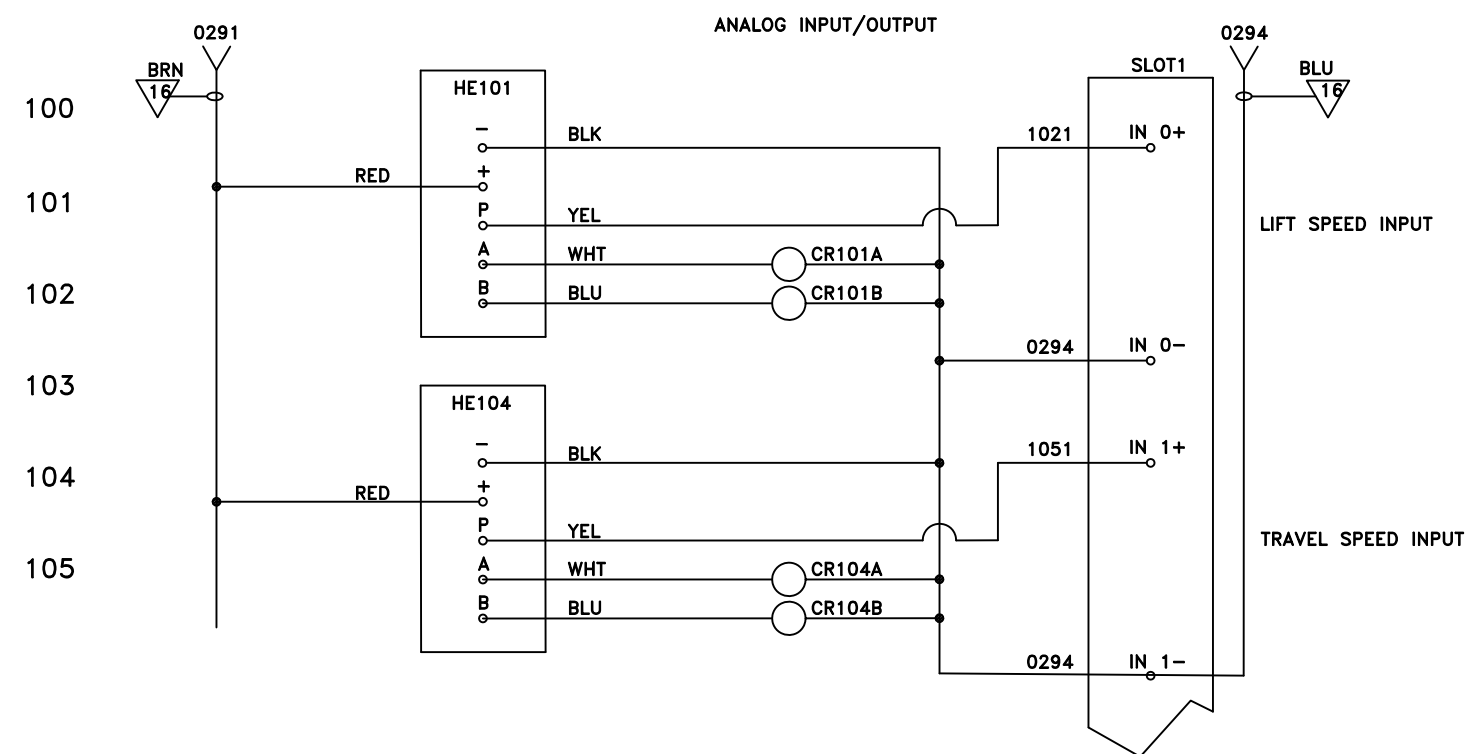 ANALOG INPUT/OUTPUT
0291
0294
BRN
16
HE101
SLOT1
BLU
16
100
-
BLK
1021
IN 0+
RED
+
101
P
YEL
LIFT SPEED INPUT
A
WHT
CR101A
102
B
BLU
CR101B
0294
IN 0-
103
HE104
-
BLK
1051
IN 1+
104
RED
+
P
YEL
TRAVEL SPEED INPUT
105
A
WHT
CR104A
B
BLU
CR104B
0294
IN 1-